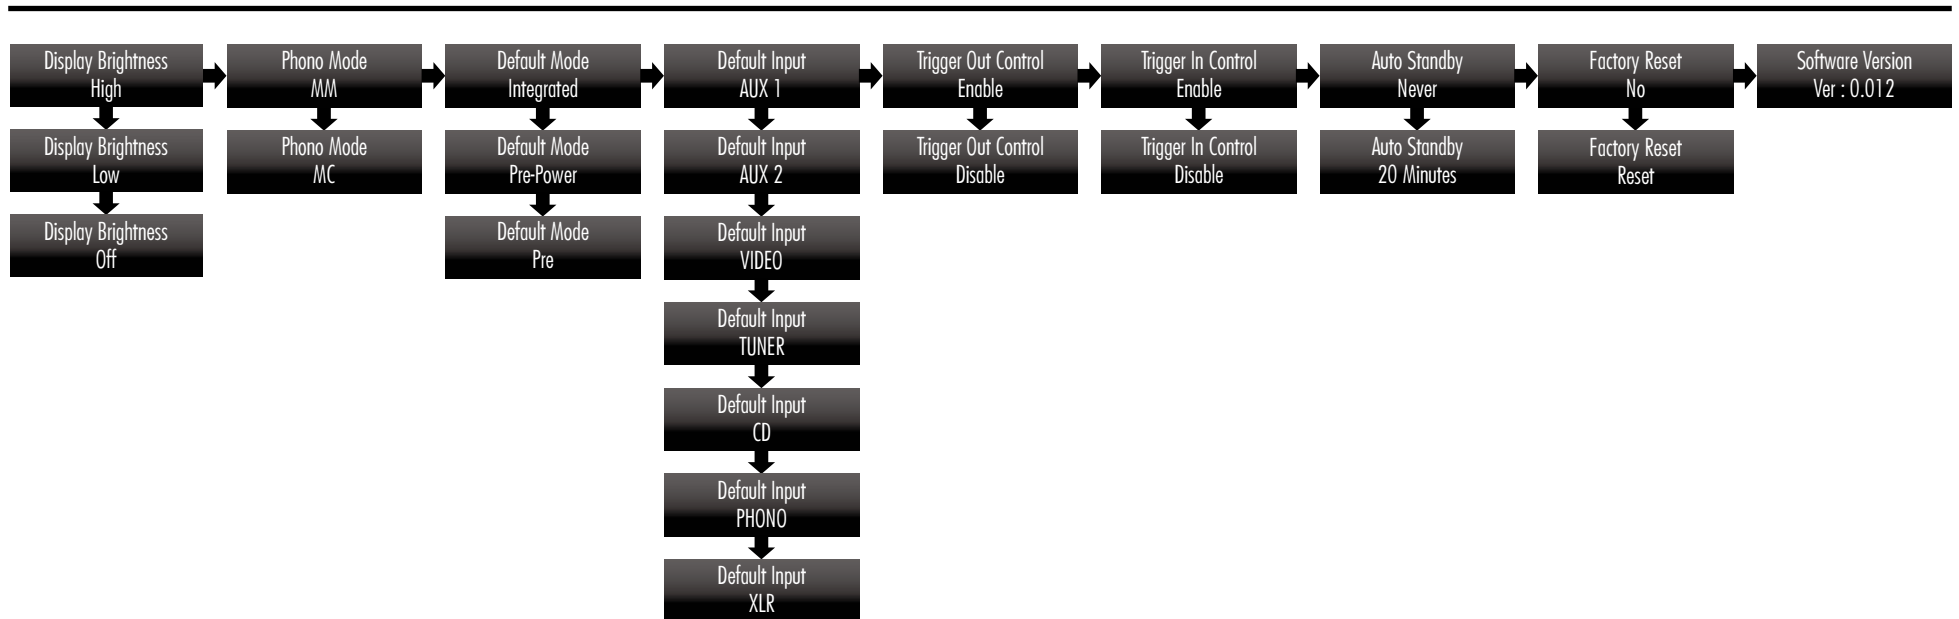 Display Brightness
High
Phono Mode
MM
Default Mode
Integrated
Default Input
AUX 1
Trigger Out Control
Enable
Trigger In Control
Enable
Auto Standby
Never
Factory Reset
No
Software Version
Ver : 0.012
Display Brightness
Low
Phono Mode
MC
Default Mode
Pre-Power
Default Input
AUX 2
Trigger Out Control
Disable
Trigger In Control
Disable
Auto Standby
20 Minutes
Factory Reset
Reset
Display Brightness
Off
Default Mode
Pre
Default Input
VIDEO
Default Input
TUNER
Default Input
CD
Default Input
PHONO
Default Input
XLR